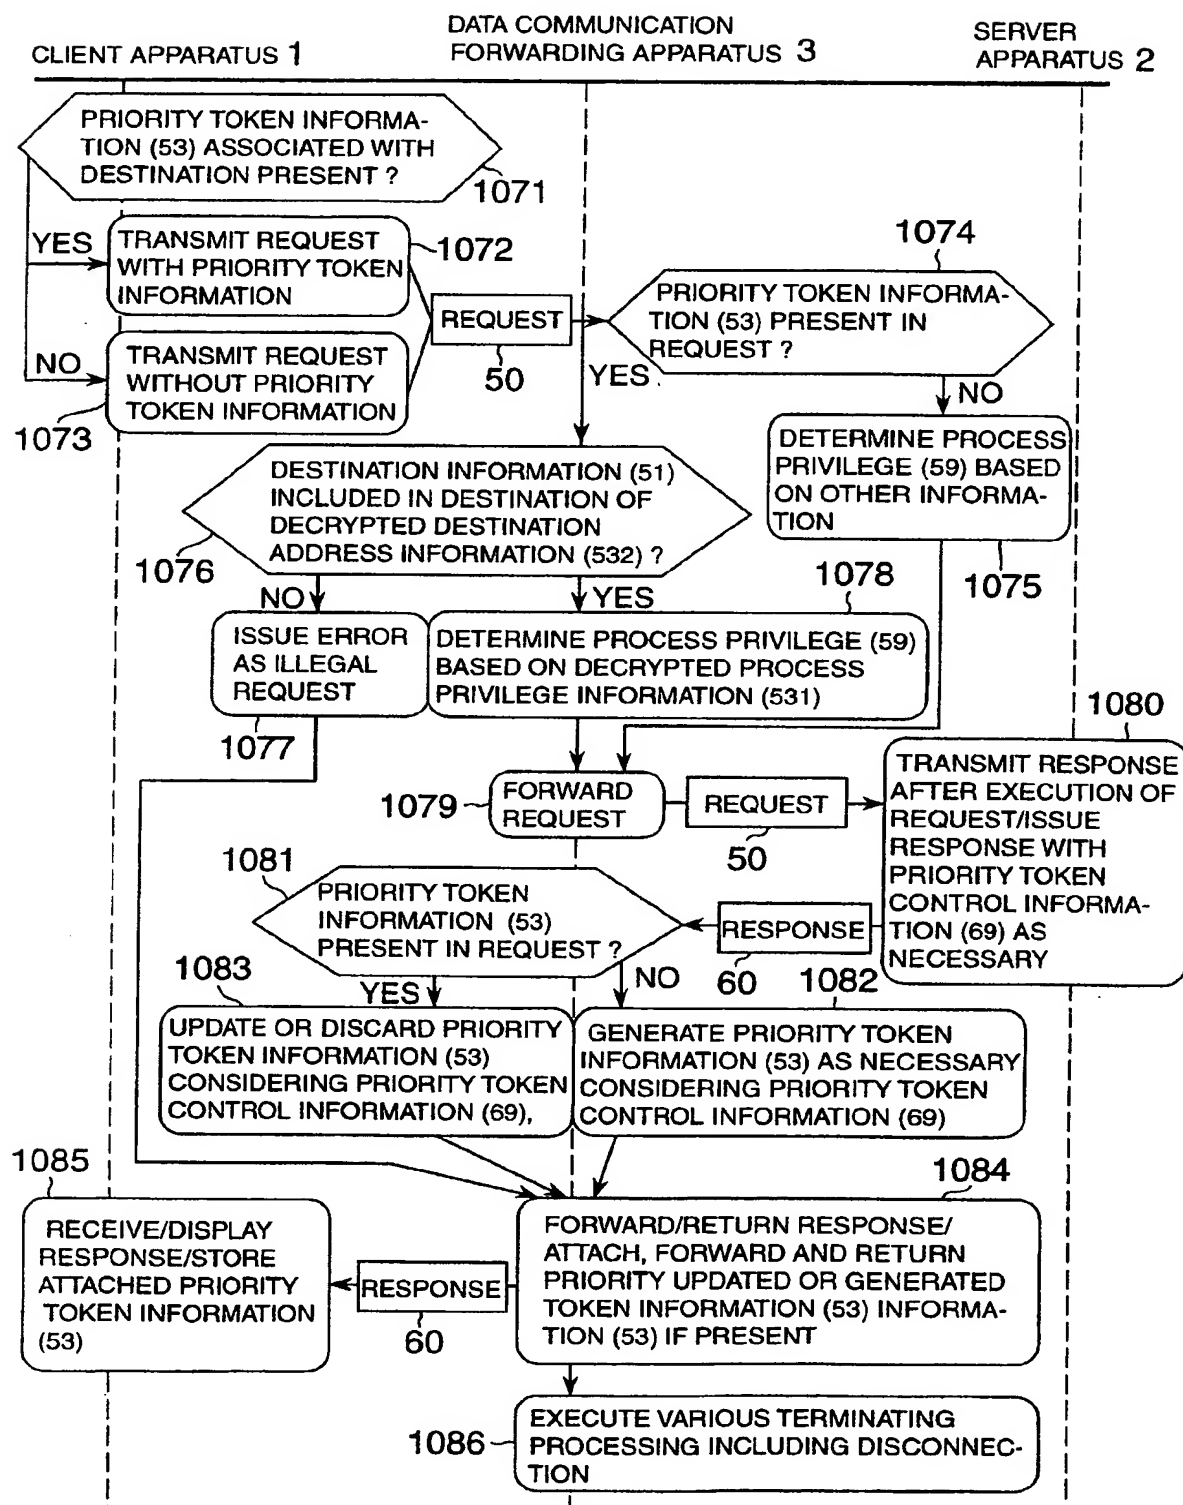 CLIENT APPARATUS 1
DATA COMMUNICATION
FORWARDING APPARATUS 3
SERVER
APPARATUS 2
PRIORITY TOKEN INFORMA-
TION (53) ASSOCIATED WITH
DESTINATION PRESENT ?
1071
YES
TRANSMIT REQUEST
WITH PRIORITY TOKEN
INFORMATION
1072
NO
TRANSMIT REQUEST
WITHOUT PRIORITY
TOKEN INFORMATION
1073
REQUEST
50
1074
PRIORITY TOKEN INFORMA-
TION (53) PRESENT IN
REQUEST ?
YES
NO
DETERMINE PROCESS
PRIVILEGE (59) BASED
ON OTHER INFORMA-
TION
1075
DESTINATION INFORMATION (51)
INCLUDED IN DESTINATION OF
DECRYPTED DESTINATION
ADDRESS INFORMATION (532) ?
1076
NO
YES
1078
ISSUE ERROR
AS ILLEGAL
REQUEST
1077
DETERMINE PROCESS PRIVILEGE (59)
BASED ON DECRYPTED PROCESS
PRIVILEGE INFORMATION (531)
1079
FORWARD
REQUEST
REQUEST
50
1080
TRANSMIT RESPONSE
AFTER EXECUTION OF
REQUEST/ISSUE
RESPONSE WITH
PRIORITY TOKEN
CONTROL INFORMA-
TION (69) AS
NECESSARY
1081
PRIORITY TOKEN
INFORMATION (53)
PRESENT IN REQUEST ?
RESPONSE
60
1083
YES
NO
1082
UPDATE OR DISCARD PRIORITY
TOKEN INFORMATION (53)
CONSIDERING PRIORITY TOKEN
CONTROL INFORMATION (69),
GENERATE PRIORITY TOKEN
INFORMATION (53) AS NECESSARY
CONSIDERING PRIORITY TOKEN
CONTROL INFORMATION (69)
1085
RECEIVE/DISPLAY
RESPONSE/STORE
ATTACHED PRIORITY
TOKEN INFORMATION
(53)
RESPONSE
60
1084
FORWARD/RETURN RESPONSE/
ATTACH, FORWARD AND RETURN
PRIORITY UPDATED OR GENERATED
TOKEN INFORMATION (53) INFORMA-
TION (53) IF PRESENT
1086
EXECUTE VARIOUS TERMINATING
PROCESSING INCLUDING DISCONNEC-
TION